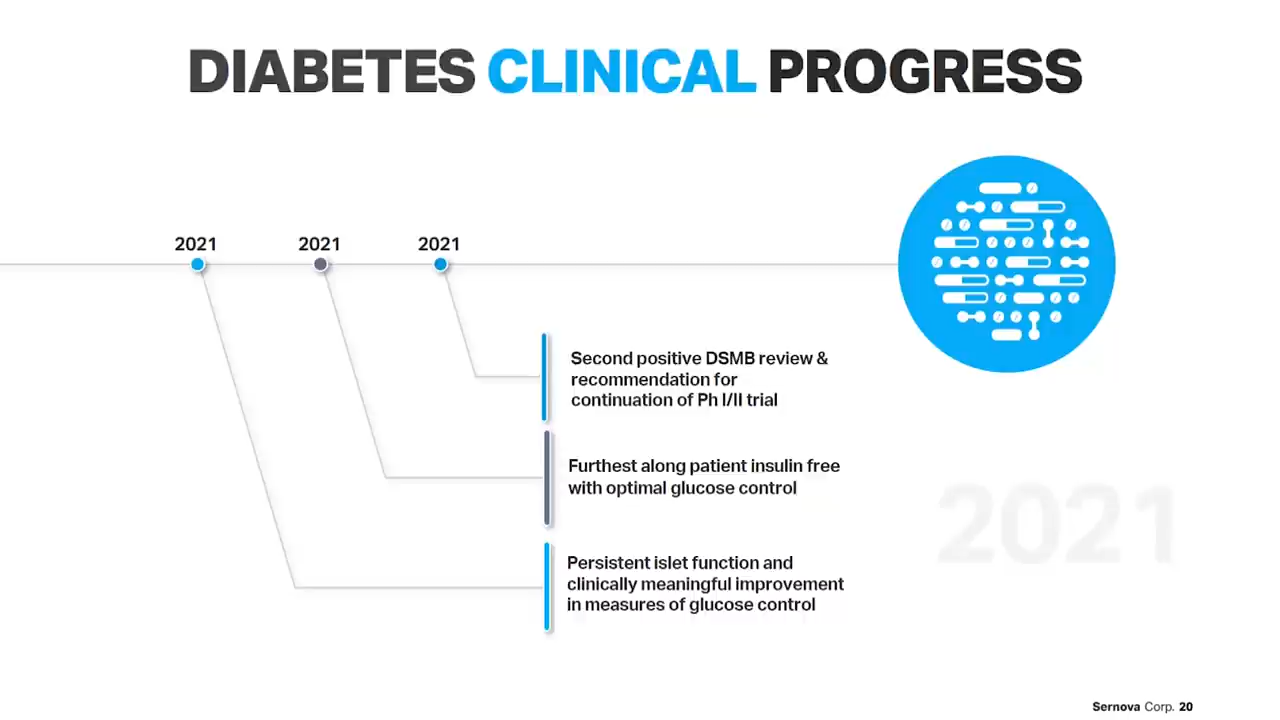 DIABETES CLINICAL PROGRESS
2021 2021 2021
Second positive DSMB review &
recommendation for
continuation of Ph I/II trial
Furthest along patient insulin free
with optimal glucose control
2021
Persistent islet function and
clinically meaningful improvement
in measures of glucose control
Sernova Corp. 20